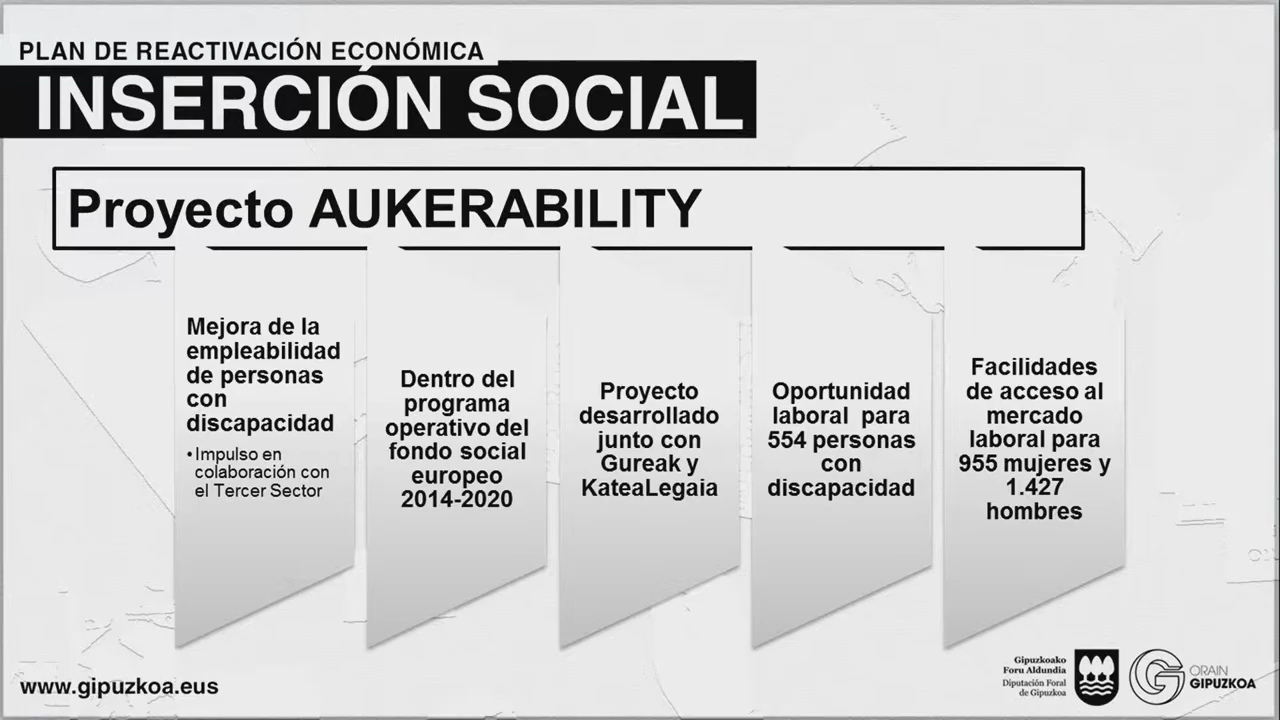 PLAN DE REACTIVACIÓN ECONÓMICA
INSERCIÓN SOCIAL
Proyecto AUKERABILITY
Mejora de la
empleabilidad
de personas
con
discapacidad
• Impulso en
colaboración con
el Tercer Sector
Dentro del
programa
operativo del
fondo social
europeo
2014-2020
Proyecto
desarrollado
junto con
Gureak y
KateaLegaia
Oportunidad
laboral para
554 personas
con
discapacidad
Facilidades
de acceso al
mercado
laboral para
955 mujeres y
1.427
hombres
www.gipuzkoa.eus
Gipuzkoako
Foru Aldundia
Diputación Foral
de Gipuzkoa
ORAIN
GIPUZKOA